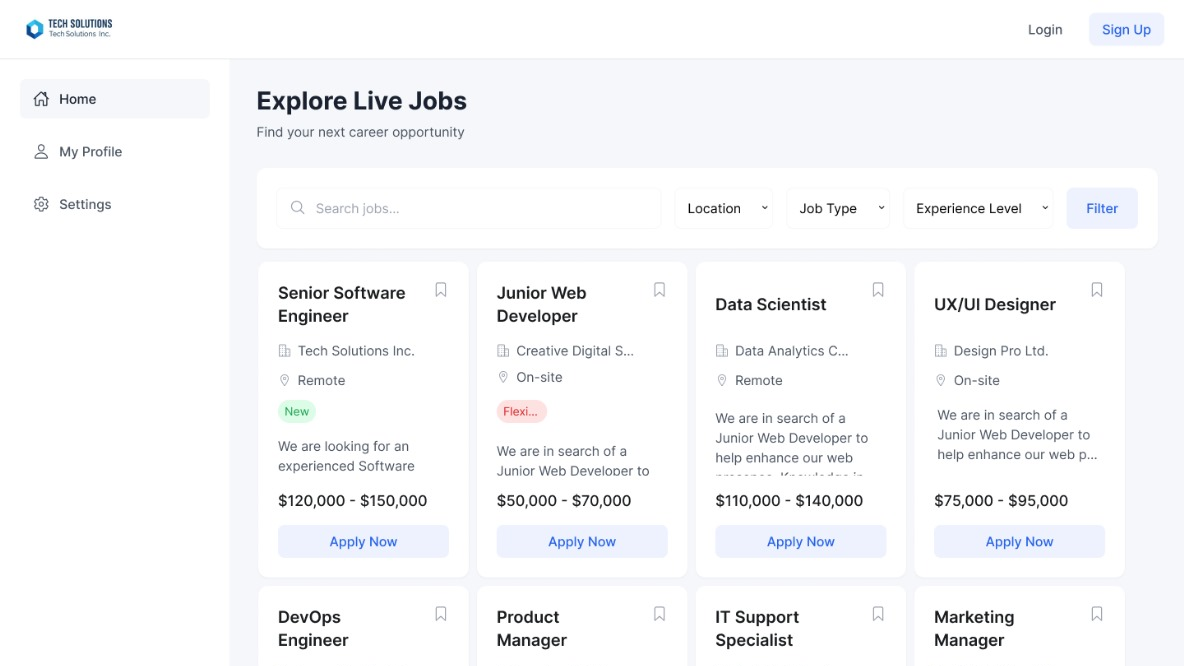 TECH SOLUTIONS
Tech Solutions Inc.
Login
Sign Up
Home
My Profile
Settings
Explore Live Jobs
Find your next career opportunity
Search jobs...
Location
Job Type
Experience Level
Filter
Senior Software
Engineer
Tech Solutions Inc.
Remote
New
We are looking for an
experienced Software
$120,000 - $150,000
Apply Now
Junior Web
Developer
Creative Digital S...
On-site
Flexi...
We are in search of a
Junior Web Developer to
$50,000 - $70,000
Apply Now
Data Scientist
Data Analytics C...
Remote
We are in search of a
Junior Web Developer to
help enhance our web
presence. Knowledge in
$110,000 - $140,000
Apply Now
UX/UI Designer
Design Pro Ltd.
On-site
We are in search of a
Junior Web Developer to
help enhance our web p...
$75,000 - $95,000
Apply Now
DevOps
Engineer
Product
Manager
IT Support
Specialist
Marketing
Manager